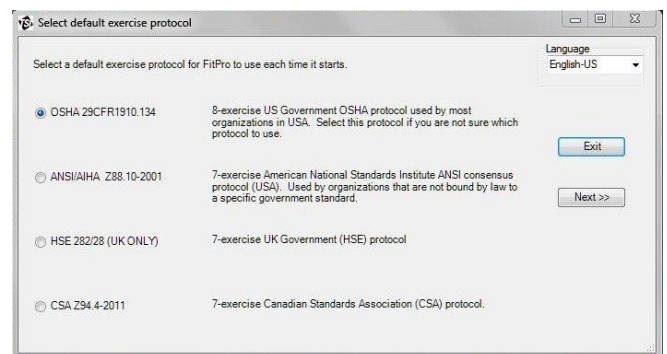 Select default exercise protocol
Language
Select a default exercise protocol for FitPro to use each time it starts.
English-US
OSHA 29CFR1910.134
8-exercise US Government OSHA protocol used by most
organizations in USA. Select this protocol if you are not sure which
protocol to use.
Exit
ANSI/AIHA Z88.10-2001
7-exercise American National Standards Institute ANSI consensus
protocol (USA). Used by organizations that are not bound by law to
a specific government standard.
Next >>
HSE 282/28 (UK ONLY)
7-exercise UK Government (HSE) protocol
CSA Z94.4-2011
7-exercise Canadian Standards Association (CSA) protocol.